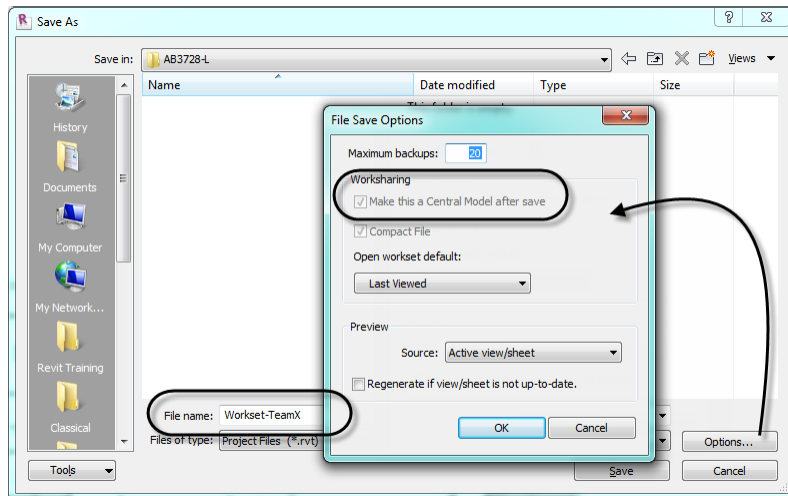 Save As
Save in: AB3728-L Views
Name Date modified Type Size
History
Documents
My Computer
My Network...
Revit Training
Classical
File Save Options
Maximum backups: 20
Worksharing
Make this a Central Model after save
Compact File
Open workset default:
Last Viewed
Preview
Source: Active view/sheet
Regenerate if view/sheet is not up-to-date.
OK Cancel
File name: Workset-TeamX
Files of type: Project Files (*.rvt)
Options...
Tools Save Cancel